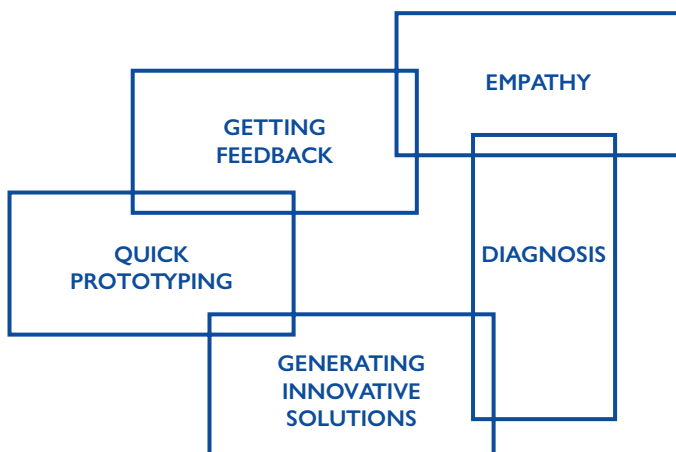 EMPATHY
GETTING
FEEDBACK
QUICK
PROTOTYPING
DIAGNOSIS
GENERATING
INNOVATIVE
SOLUTIONS